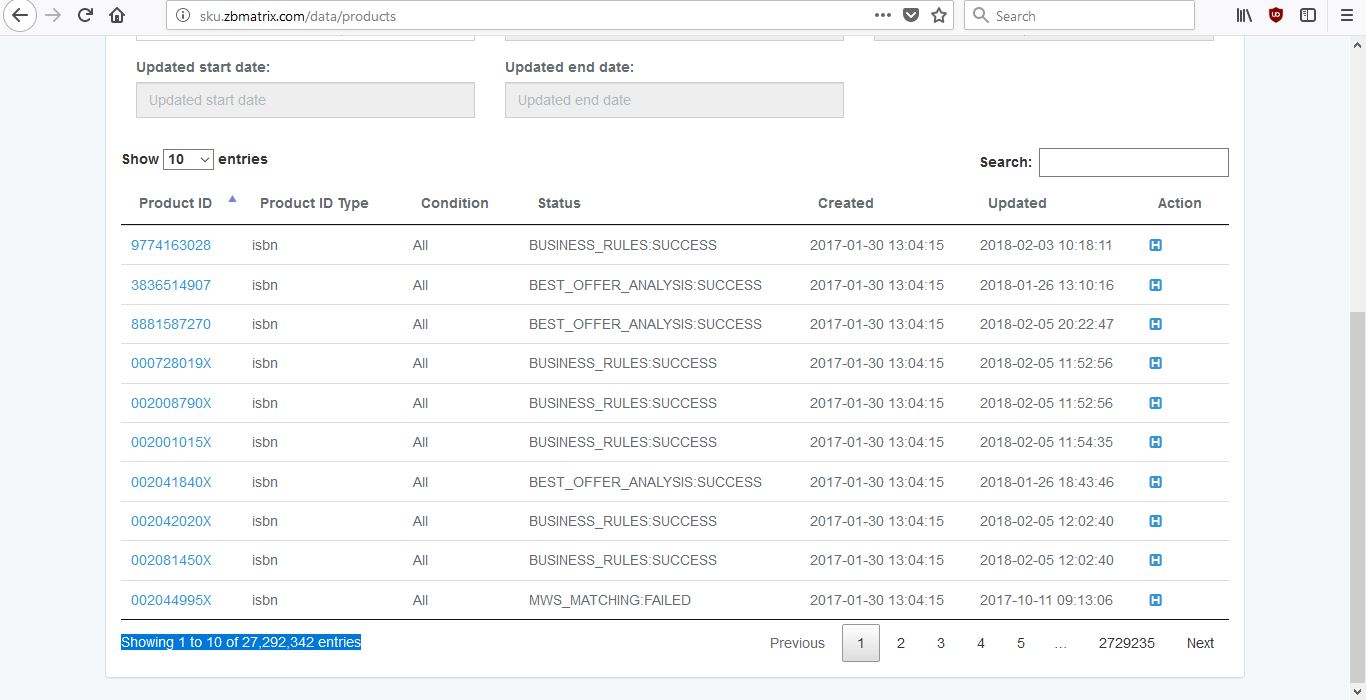 sku.zbmatrix.com/data/products
Search
Updated start date: Updated end date:
Updated start date Updated end date
Show 10 entries Search:
Product ID Product ID Type Condition Status Created Updated Action
9774163028 isbn All BUSINESS_RULES:SUCCESS 2017-01-30 13:04:15 2018-02-03 10:18:11 H
3836514907 isbn All BEST_OFFER_ANALYSIS:SUCCESS 2017-01-30 13:04:15 2018-01-26 13:10:16 H
8881587270 isbn All BEST_OFFER_ANALYSIS:SUCCESS 2017-01-30 13:04:15 2018-02-05 20:22:47 H
000728019X isbn All BUSINESS_RULES:SUCCESS 2017-01-30 13:04:15 2018-02-05 11:52:56 H
002008790X isbn All BUSINESS_RULES:SUCCESS 2017-01-30 13:04:15 2018-02-05 11:52:56 H
002001015X isbn All BUSINESS_RULES:SUCCESS 2017-01-30 13:04:15 2018-02-05 11:54:35 H
002041840X isbn All BEST_OFFER_ANALYSIS:SUCCESS 2017-01-30 13:04:15 2018-01-26 18:43:46 H
002042020X isbn All BUSINESS_RULES:SUCCESS 2017-01-30 13:04:15 2018-02-05 12:02:40 H
002081450X isbn All BUSINESS_RULES:SUCCESS 2017-01-30 13:04:15 2018-02-05 12:02:40 H
002044995X isbn All MWS_MATCHING:FAILED 2017-01-30 13:04:15 2017-10-11 09:13:06 H
Showing 1 to 10 of 27,292,342 entries Previous 1 2 3 4 5 … 2729235 Next